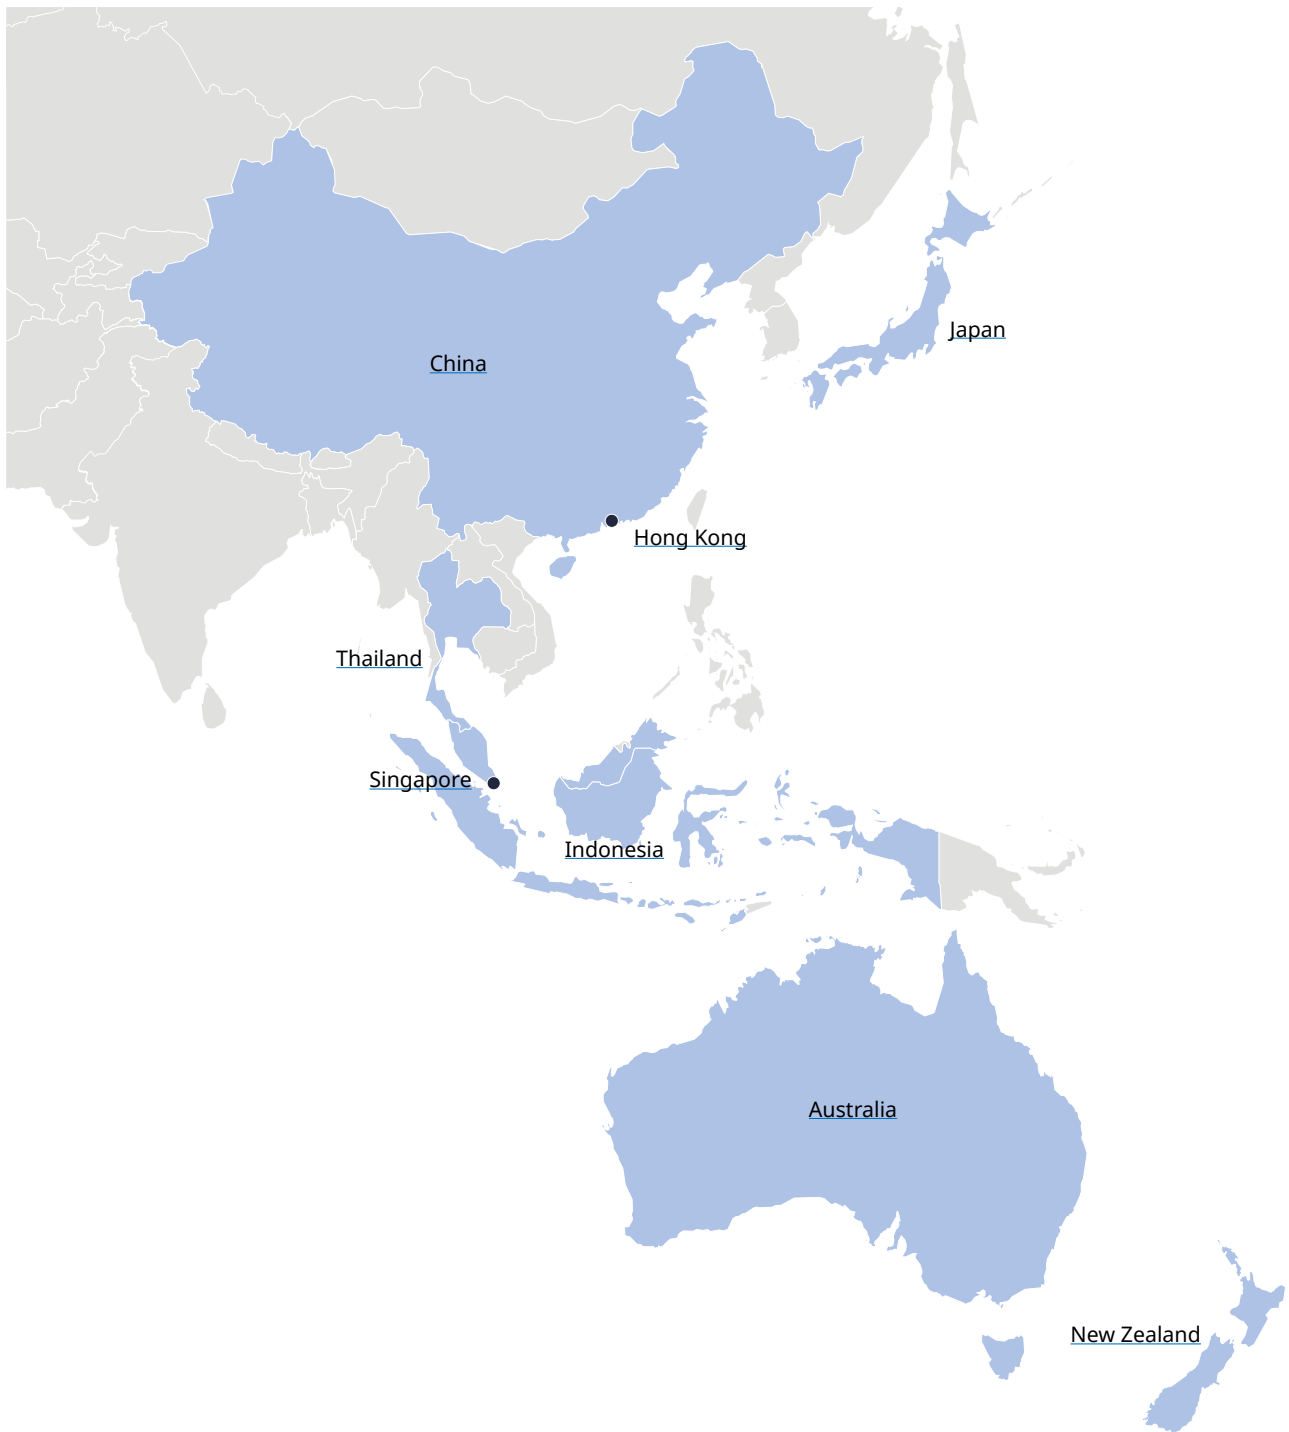 Japan
China
Hong Kong
Thailand
Singapore
Indonesia
Australia
New Zealand